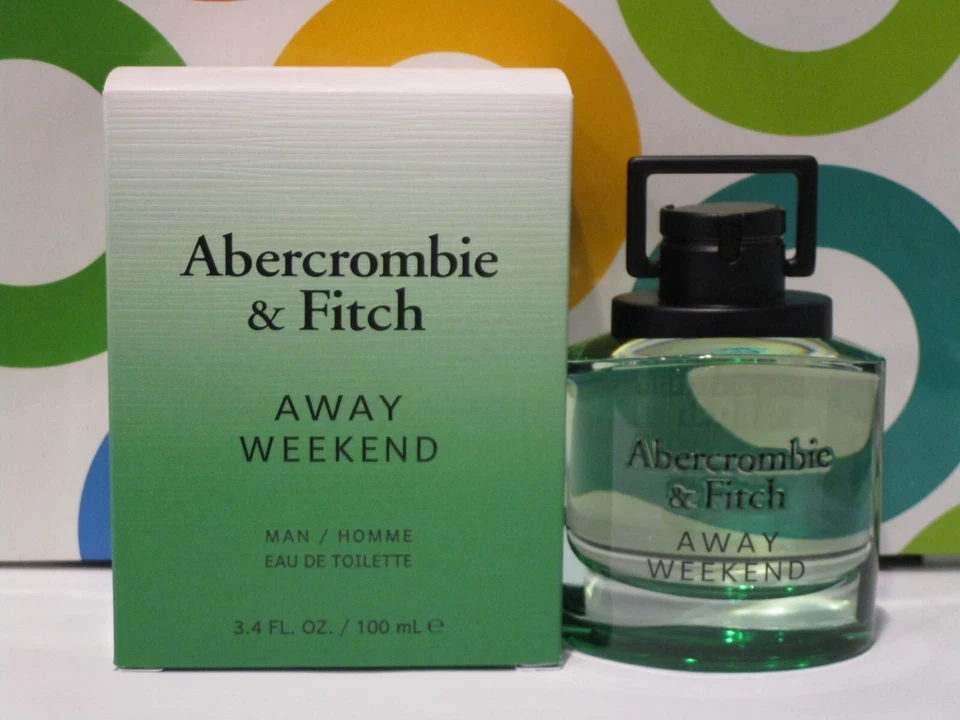 Abercrombie
& Fitch
AWAY
WEEKEND
MAN / HOMME
EAU DE TOILETTE
3.4 FL. OZ. / 100 mL ℮
Abercrombie
& Fitch
AWAY
WEEKEND